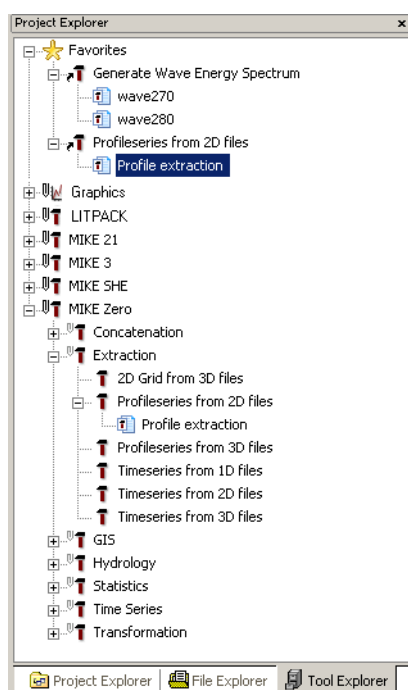 Project Explorer x
Favorites
Generate Wave Energy Spectrum
wave270
wave280
Profileseries from 2D files
Profile extraction
Graphics
LITPACK
MIKE 21
MIKE 3
MIKE SHE
MIKE Zero
Concatenation
Extraction
2D Grid from 3D files
Profileseries from 2D files
Profile extraction
Profileseries from 3D files
Timeseries from 1D files
Timeseries from 2D files
Timeseries from 3D files
GIS
Hydrology
Statistics
Time Series
Transformation
Project Explorer File Explorer Tool Explorer